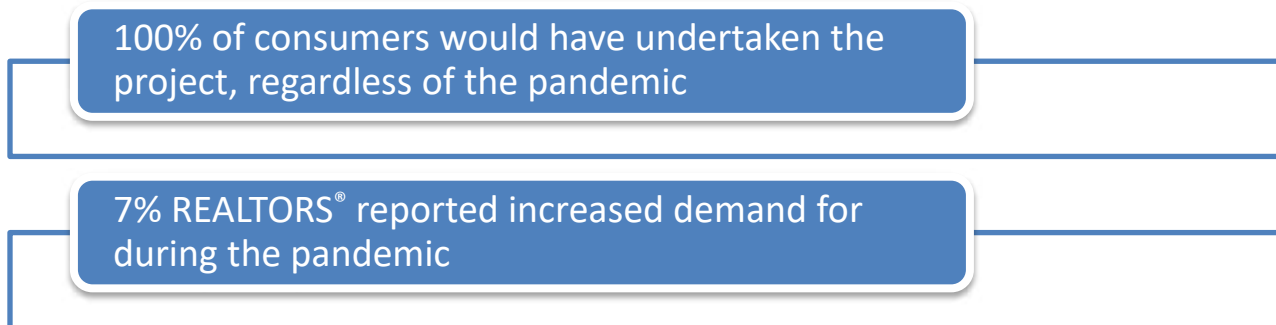 100% of consumers would have undertaken the
project, regardless of the pandemic
7% REALTORS® reported increased demand for
during the pandemic